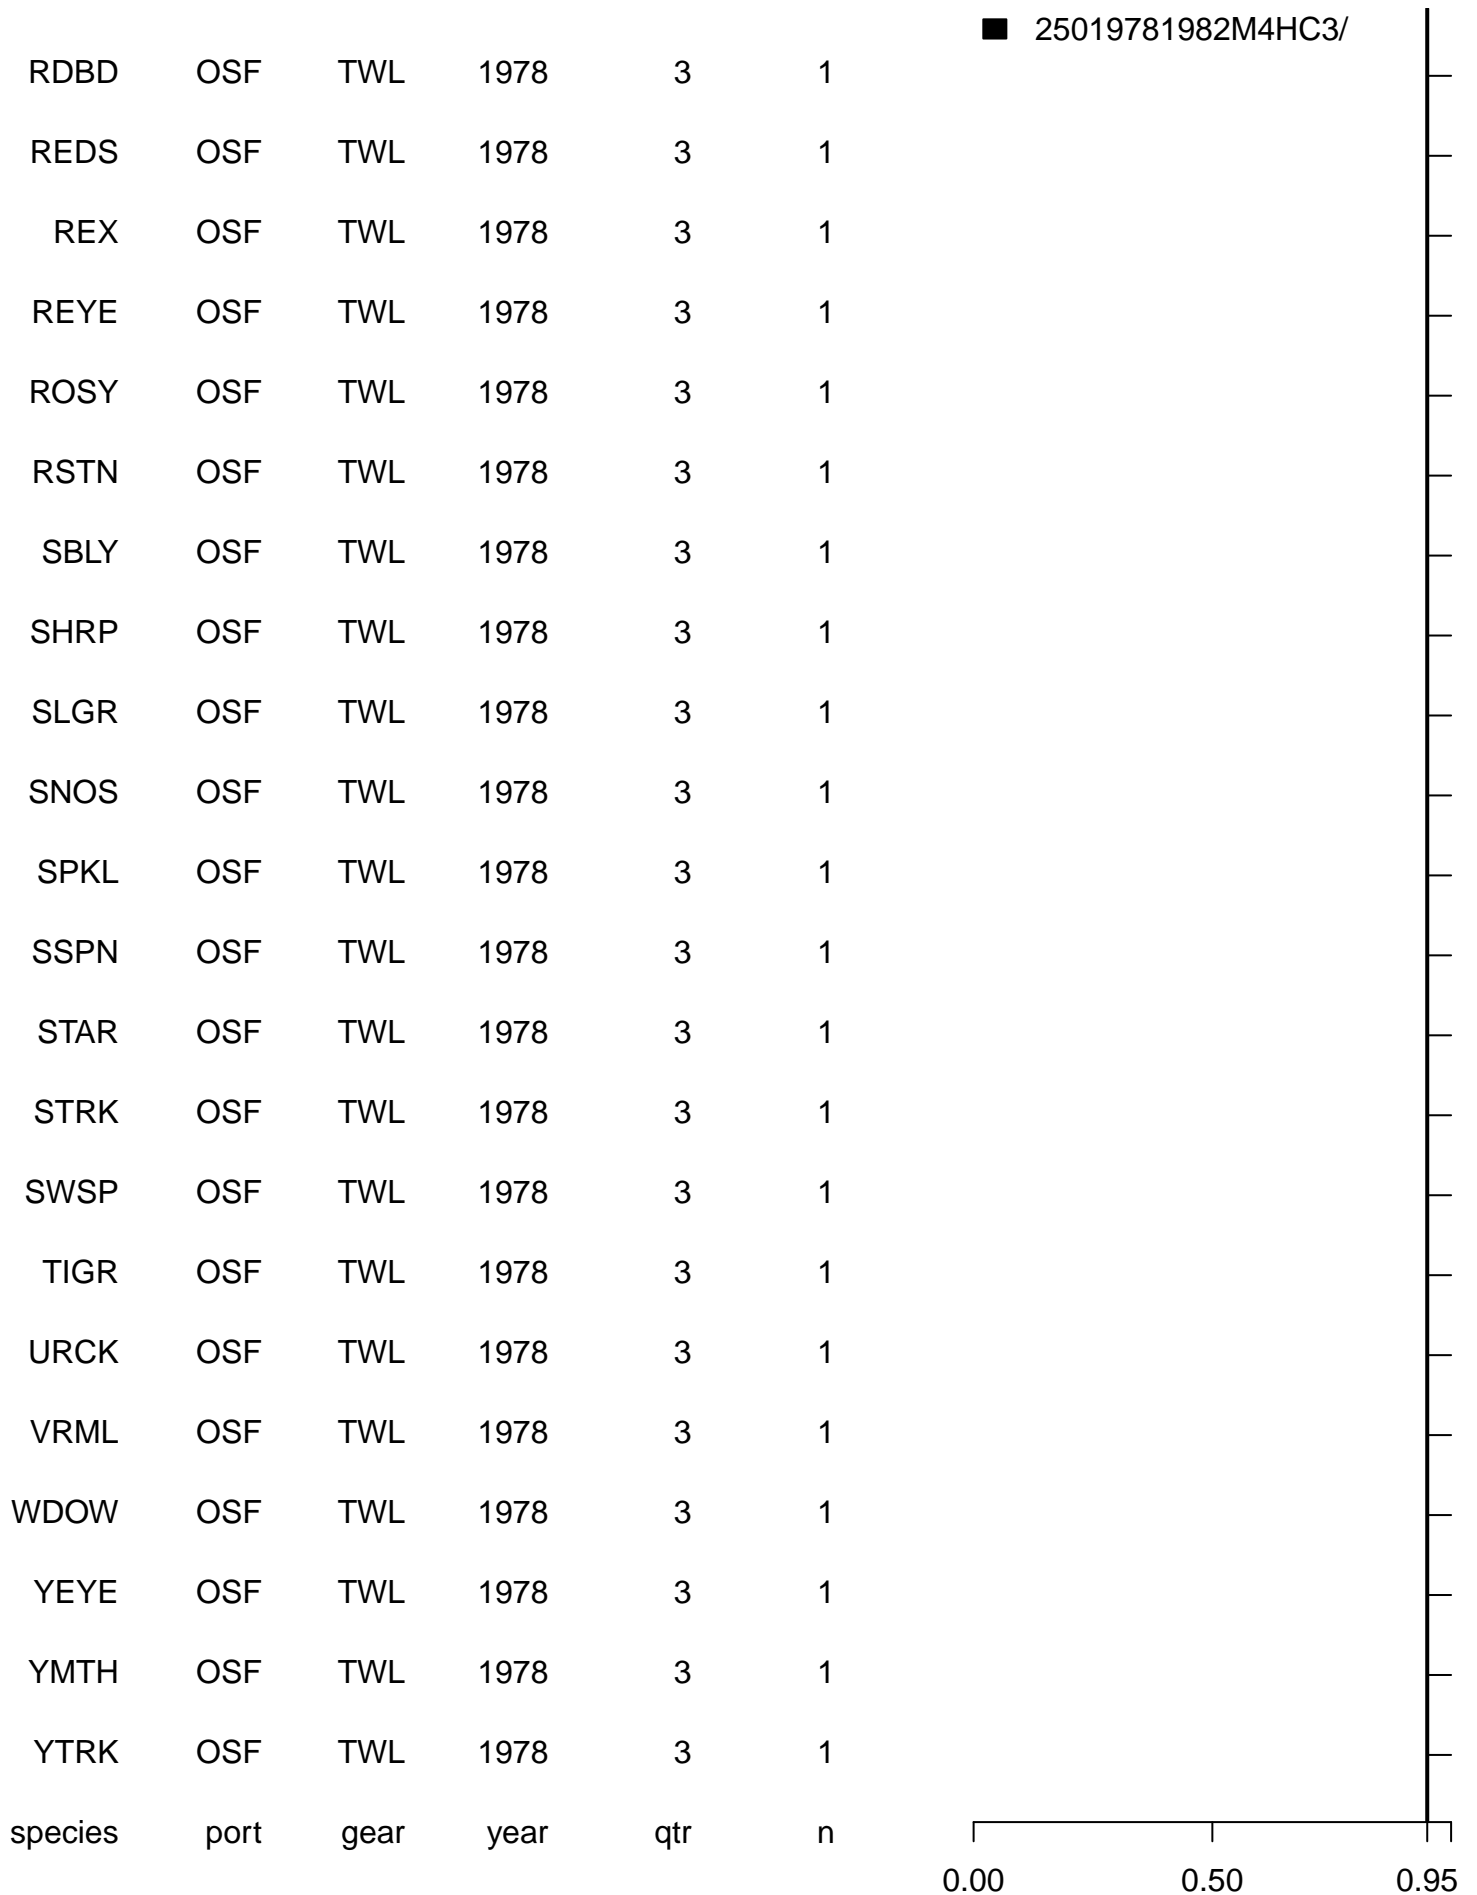 25019781982M4HC3/
RDBD OSF TWL 1978 3 1
REDS OSF TWL 1978 3 1
REX OSF TWL 1978 3 1
REYE OSF TWL 1978 3 1
ROSY OSF TWL 1978 3 1
RSTN OSF TWL 1978 3 1
SBLY OSF TWL 1978 3 1
SHRP OSF TWL 1978 3 1
SLGR OSF TWL 1978 3 1
SNOS OSF TWL 1978 3 1
SPKL OSF TWL 1978 3 1
SSPN OSF TWL 1978 3 1
STAR OSF TWL 1978 3 1
STRK OSF TWL 1978 3 1
SWSP OSF TWL 1978 3 1
TIGR OSF TWL 1978 3 1
URCK OSF TWL 1978 3 1
VRML OSF TWL 1978 3 1
WDOW OSF TWL 1978 3 1
YEYE OSF TWL 1978 3 1
YMTH OSF TWL 1978 3 1
YTRK OSF TWL 1978 3 1
species port gear year qtr n
0.00 0.50 0.95